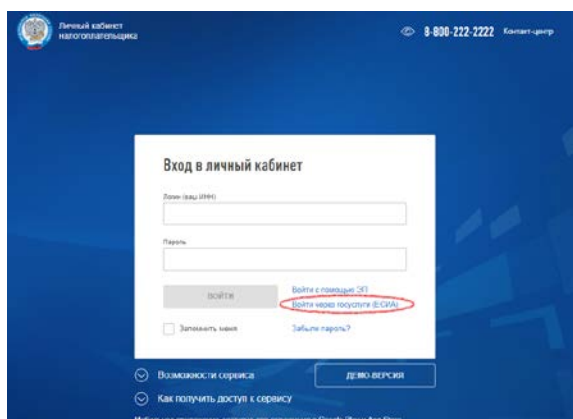 Личный кабинет
налогоплательщика
8-800-222-2222 Контакт-центр
Вход в личный кабинет
Логин (ваш ИНН)
Пароль
ВОЙТИ
Войти с помощью ЭП
Войти через госуслуги (ЕСИА)
Запомнить меня
Забыли пароль?
Возможности сервиса
ДЕМО-ВЕРСИЯ
Как получить доступ к сервису